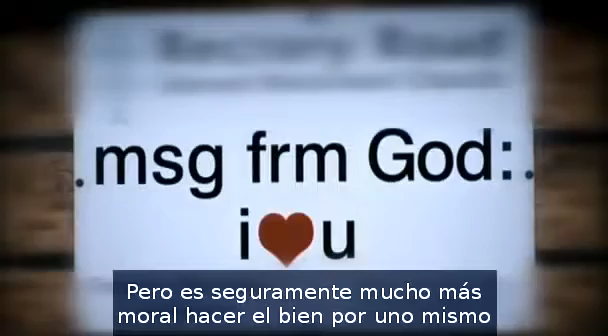 .msg frm God:.
i♥u
Pero es seguramente mucho más
moral hacer el bien por uno mismo